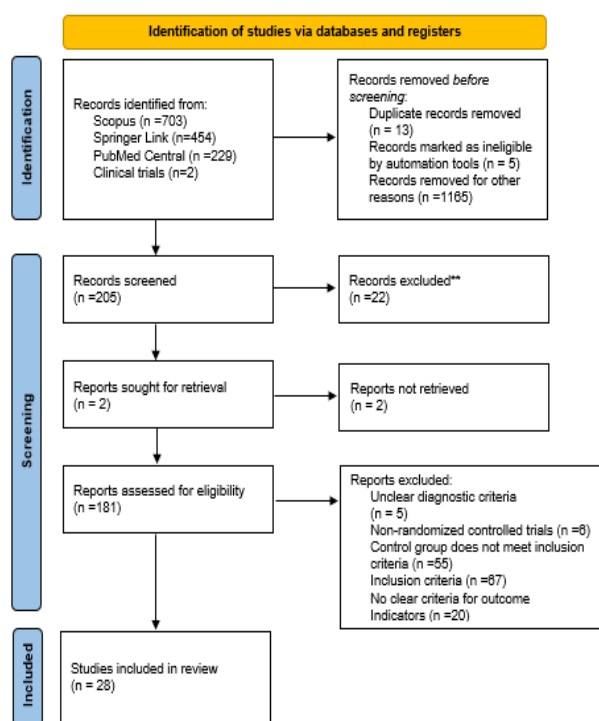 Identification of studies via databases and registers
Identification
Records identified from:
Scopus (n =703)
Springer Link (n=454)
PubMed Central (n =229)
Clinical trials (n=2)
Records removed before
screening:
Duplicate records removed
(n = 13)
Records marked as ineligible
by automation tools (n = 5)
Records removed for other
reasons (n =1165)
Screening
Records screened
(n =205)
Records excluded**
(n =22)
Reports sought for retrieval
(n = 2)
Reports not retrieved
(n = 2)
Reports assessed for eligibility
(n =181)
Reports excluded:
Unclear diagnostic criteria
(n = 5)
Non-randomized controlled trials (n =6)
Control group does not meet inclusion
criteria (n =55)
Inclusion criteria (n =67)
No clear criteria for outcome
Indicators (n =20)
Included
Studies included in review
(n = 28)